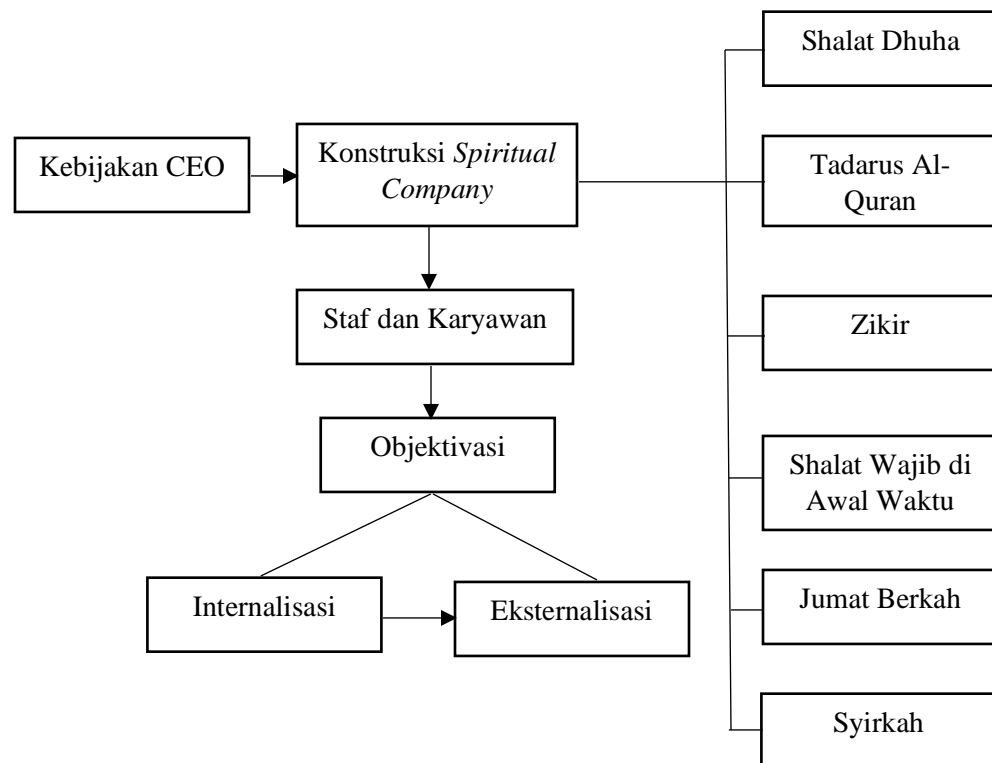 Shalat Dhuha
Kebijakan CEO
Konstruksi Spiritual
Company
Tadarus Al-
Quran
Staf dan Karyawan
Zikir
Objektivasi
Shalat Wajib di
Awal Waktu
Internalisasi
Eksternalisasi
Jumat Berkah
Syirkah